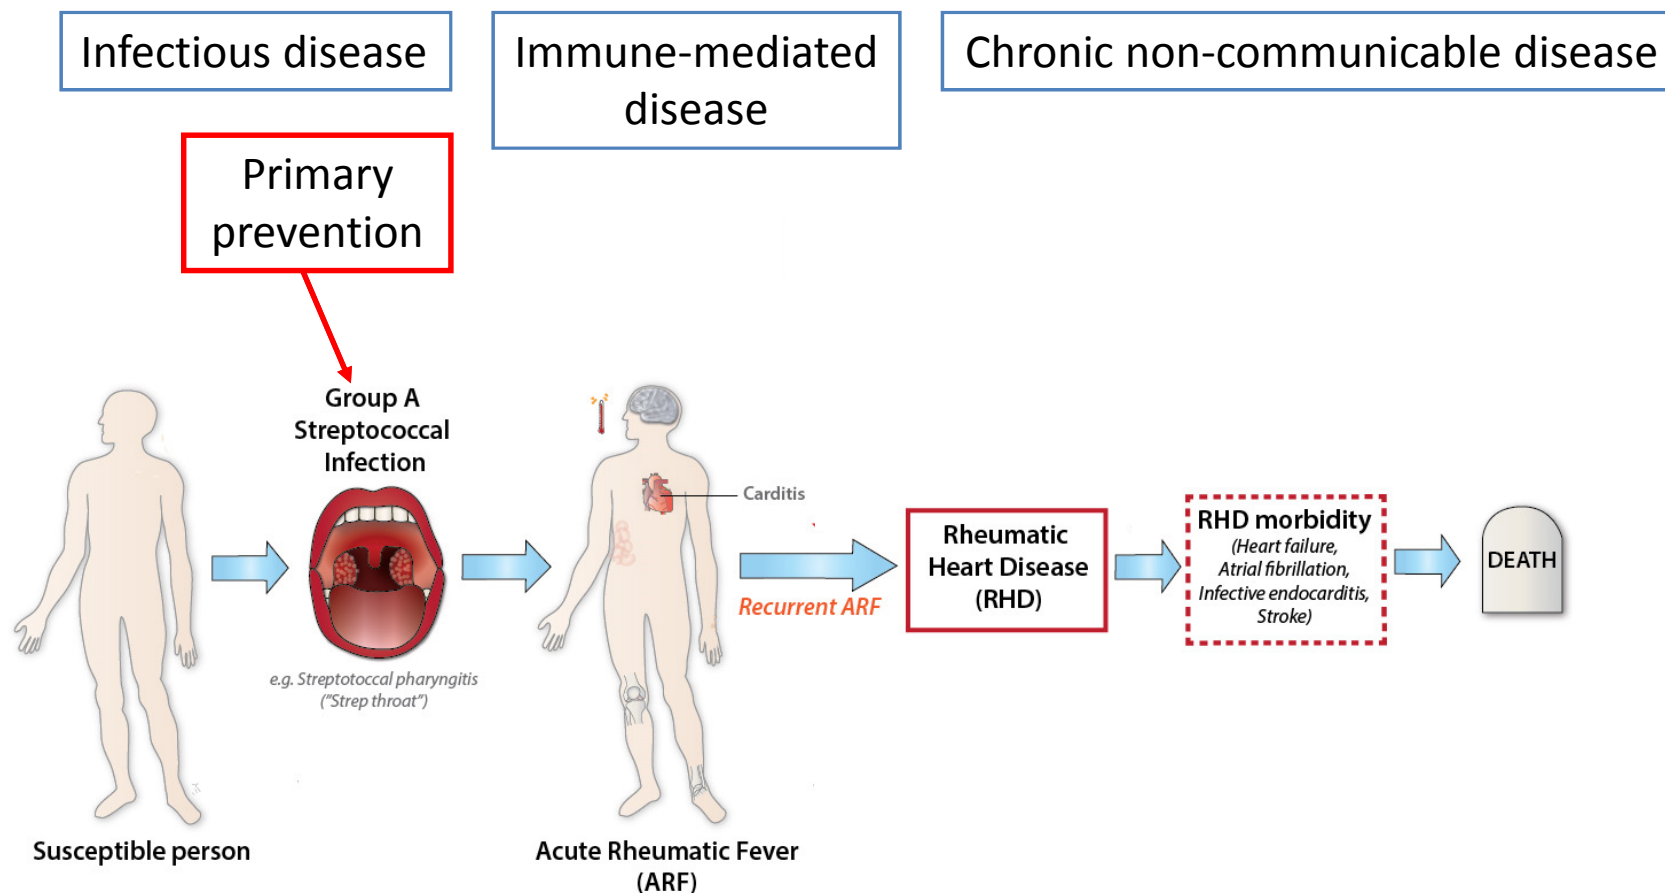 Infectious disease
Immune-mediated
disease
Chronic non-communicable disease
Primary
prevention
Group A
Streptococcal
Infection
e.g. Streptotoccal pharyngitis
("Strep throat")
Carditis
Recurrent ARF
Rheumatic
Heart Disease
(RHD)
RHD morbidity
(Heart failure,
Atrial fibrillation,
Infective endocarditis,
Stroke)
DEATH
Susceptible person
Acute Rheumatic Fever
(ARF)